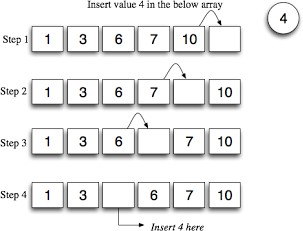 Insert value 4 in the below array
4
Step 1 1 3 6 7 10
Step 2 1 3 6 7 10
Step 3 1 3 6 7 10
Step 4 1 3 6 7 10
Insert 4 here